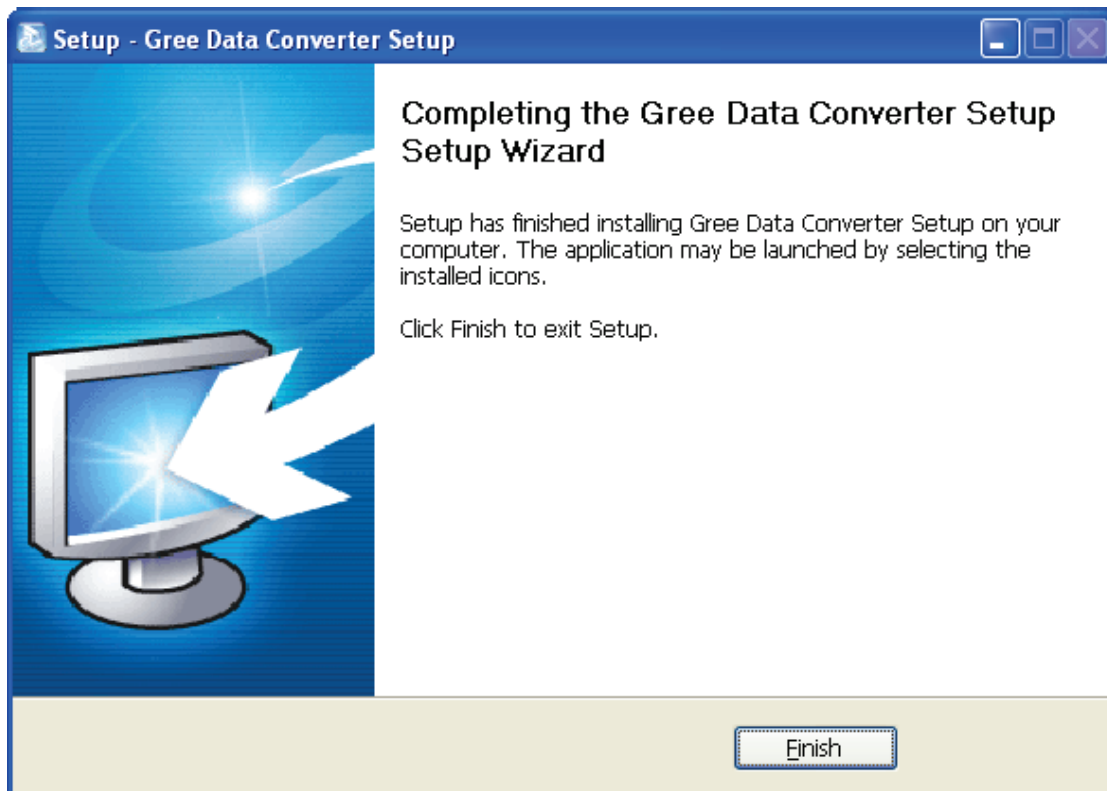 Setup - Gree Data Converter Setup
Completing the Gree Data Converter Setup
Setup Wizard
Setup has finished installing Gree Data Converter Setup on your
computer. The application may be launched by selecting the
installed icons.
Click Finish to exit Setup.
Finish